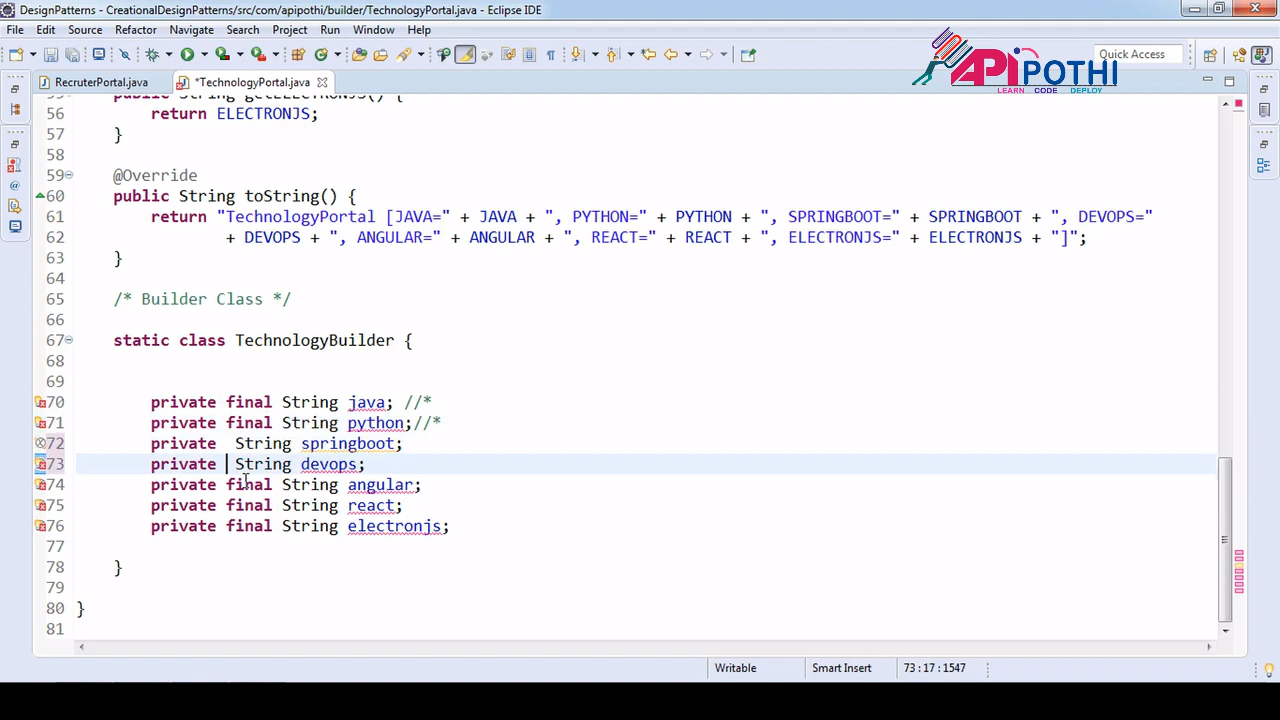 DesignPatterns - CreationalDesignPatterns/src/com/apipothi/builder/TechnologyPortal.java - Eclipse IDE
File Edit Source Refactor Navigate Search Project Run Window Help
Quick Access
APiPOTHI
LEARN CODE DEPLOY
RecruterPortal.java *TechnologyPortal.java
55 public String getELECTRONJS() {
56 return ELECTRONJS;
57 }
58
59 @Override
60 public String toString() {
61 return "TechnologyPortal [JAVA=" + JAVA + ", PYTHON=" + PYTHON + ", SPRINGBOOT=" + SPRINGBOOT + ", DEVOPS="
62 + DEVOPS + ", ANGULAR=" + ANGULAR + ", REACT=" + REACT + ", ELECTRONJS=" + ELECTRONJS + "]";
63 }
64
65 /* Builder Class */
66
67 static class TechnologyBuilder {
68
69
70 private final String java; //*
71 private final String python;//*
72 private  String springboot;
73 private  String devops;
74 private final String angular;
75 private final String react;
76 private final String electronjs;
77
78 }
79
80 }
81
Writable Smart Insert 73:17:1547